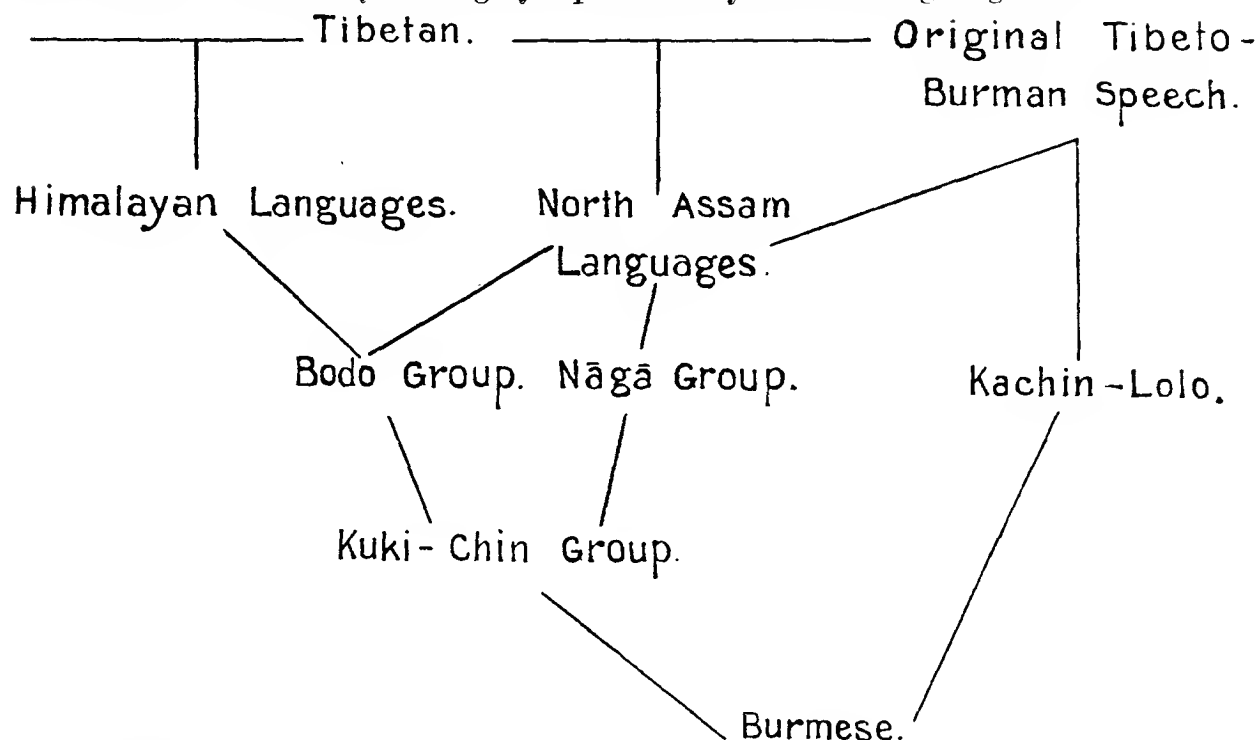 Tibetan.
Original Tibeto-
Burman Speech.
Himalayan Languages.
North Assam
Languages.
Bodo Group. Nāgā Group.
Kachin-Lolo.
Kuki-Chin Group.
Burmese.